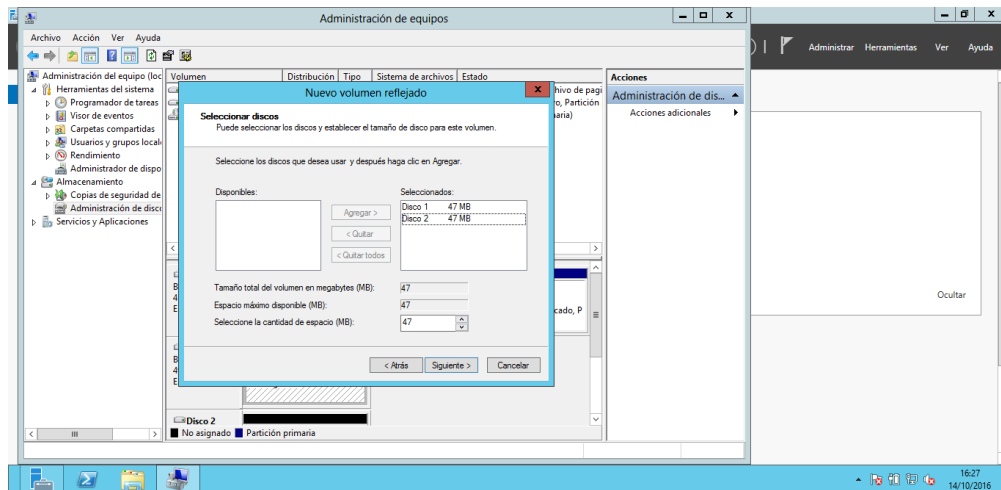 Administración de equipos
Archivo Acción Ver Ayuda
Administrar Herramientas Ver Ayuda
Administración del equipo (loc
Herramientas del sistema
Programador de tareas
Visor de eventos
Carpetas compartidas
Usuarios y grupos locale
Rendimiento
Administrador de dispo
Almacenamiento
Copias de seguridad de
Administración de disco
Servicios y Aplicaciones
Volumen Distribución Tipo Sistema de archivos Estado
hivo de pagi
o, Partición
aria)
Acciones
Administración de dis...
Acciones adicionales
Nuevo volumen reflejado
Seleccionar discos
Puede seleccionar los discos y establecer el tamaño de disco para este volumen.
Seleccione los discos que desea usar y después haga clic en Agregar.
Disponibles:
Seleccionados:
Disco 1 47 MB
Disco 2 47 MB
Agregar >
< Quitar
< Quitar todos
Tamaño total del volumen en megabytes (MB): 47
Espacio máximo disponible (MB): 47
Seleccione la cantidad de espacio (MB): 47
< Atrás Siguiente > Cancelar
cado, P
Ocultar
Disco 2
No asignado Partición primaria
16:27
14/10/2016